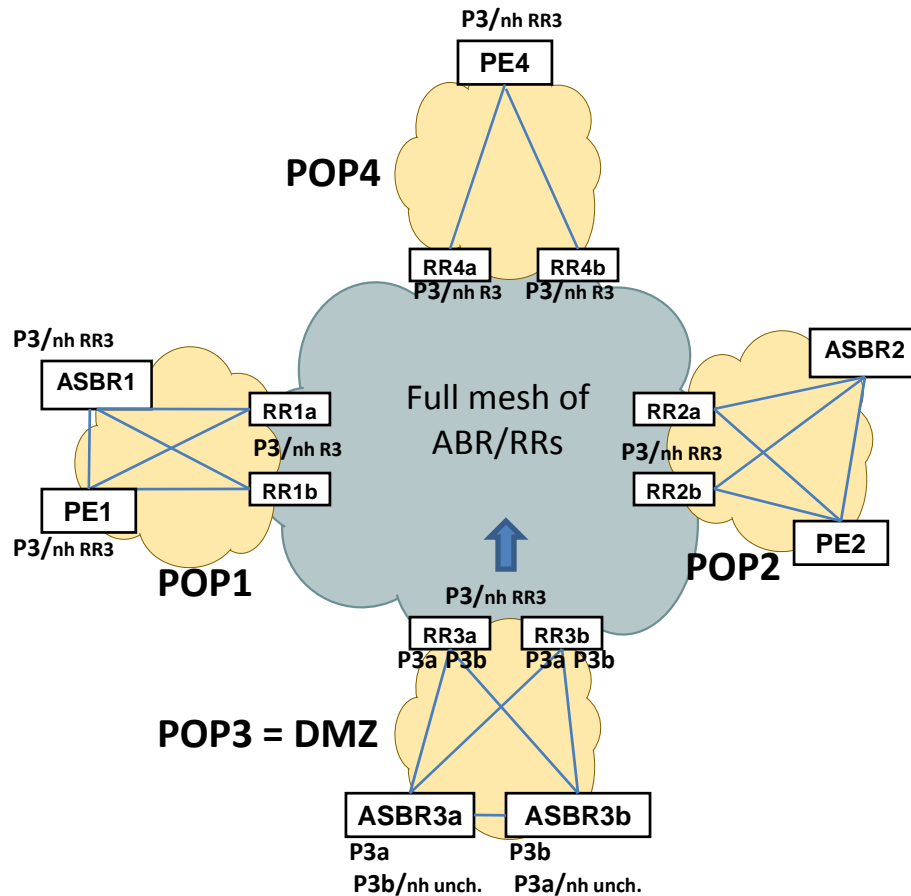 P3/nh RR3
PE4
POP4
RR4a
RR4b
P3/nh R3
P3/nh R3
P3/nh RR3
ASBR1
ASBR2
Full mesh of
ABR/RRs
RR1a
RR2a
P3/nh R3
P3/nh RR3
RR1b
RR2b
PE1
PE2
P3/nh RR3
POP1
POP2
P3/nh RR3
RR3a
RR3b
P3a P3b
P3a P3b
POP3 = DMZ
ASBR3a
ASBR3b
P3a
P3b
P3b/nh unch.
P3a/nh unch.